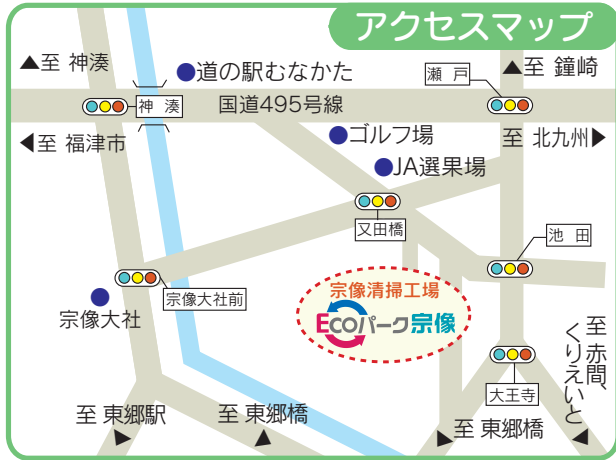 アクセスマップ
▲至 神湊
●道の駅むなかた
瀬 戸
▲至 鐘崎
神 湊
国道495号線
◀至 福津市
●ゴルフ場
至 北九州▶
●JA選果場
又田橋
池 田
宗像大社前
宗像大社
宗像清掃工場
Ecoパーク宗像
至 赤間、
くりえいと
大王寺
至 東郷駅
至 東郷橋
至 東郷橋